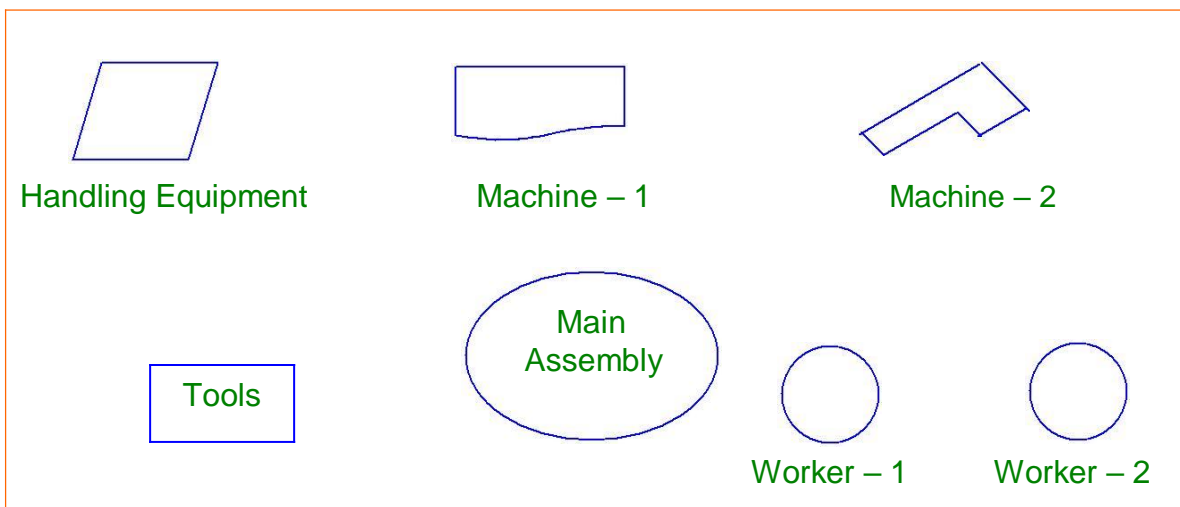 Handling Equipment
Machine – 1
Machine – 2
Main
Assembly
Tools
Worker – 1
Worker – 2